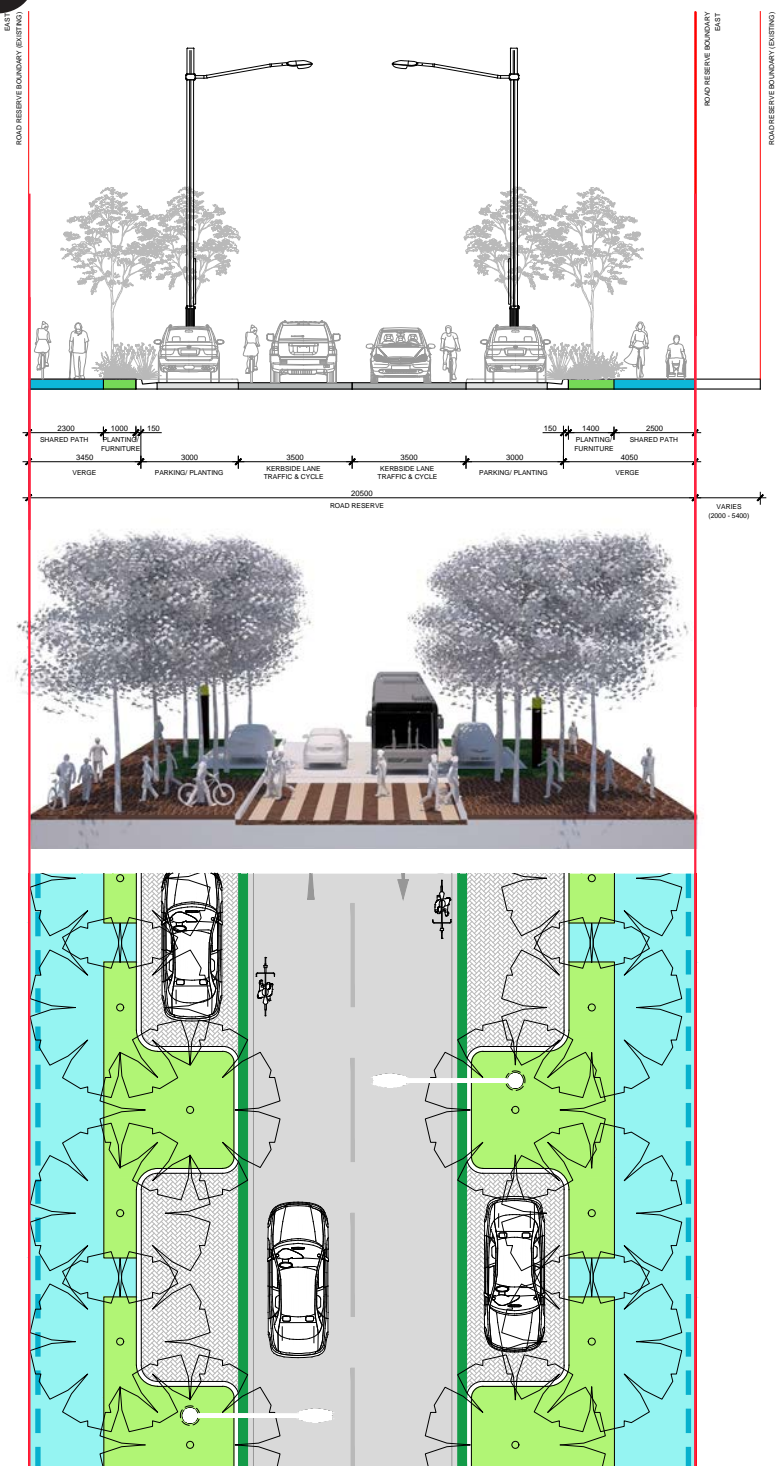 EAST
ROAD RESERVE BOUNDARY (EXISTING)
ROAD RESERVE BOUNDARY
EAST
ROAD RESERVE BOUNDARY (EXISTING)
2300
1000
150
150
1400
2500
SHARED PATH
PLANTING/
FURNITURE
PLANTING/
FURNITURE
SHARED PATH
3450
3000
3500
3500
3000
4050
VERGE
PARKING/ PLANTING
KERBSIDE LANE
TRAFFIC & CYCLE
KERBSIDE LANE
TRAFFIC & CYCLE
PARKING/ PLANTING
VERGE
20500
ROAD RESERVE
VARIES
(2000 - 5400)